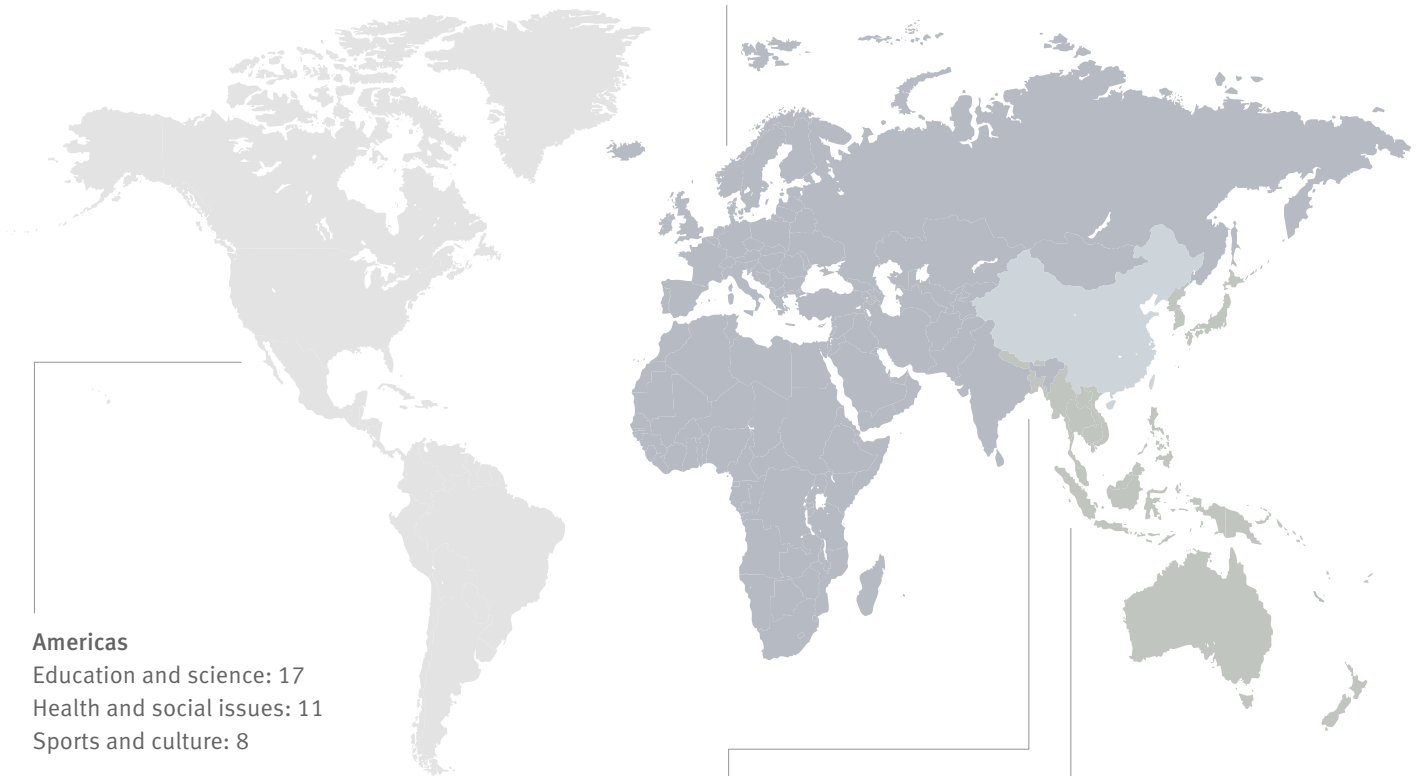 Americas
Education and science: 17
Health and social issues: 11
Sports and culture: 8